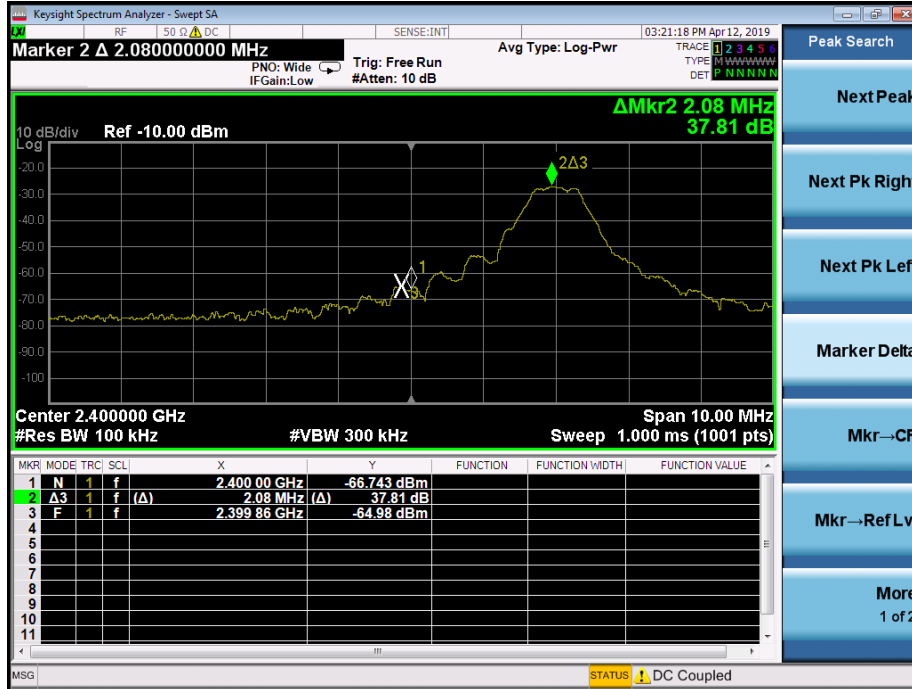 Keysight Spectrum Analyzer - Swept SA
LXI
RF
50 Ω DC
SENSE:INT
03:21:18 PM Apr 12, 2019
Marker 2 Δ 2.080000000 MHz
Avg Type: Log-Pwr
TRACE 1 2 3 4 5 6
PNO: Wide
Trig: Free Run
TYPE M WWWWW
IFGain:Low
#Atten: 10 dB
DET P N N N N N
Peak Search
ΔMkr2 2.08 MHz
37.81 dB
10 dB/div
Ref -10.00 dBm
Log
-20.0
-30.0
-40.0
-50.0
-60.0
-70.0
-80.0
-90.0
-100
2Δ3
1
X
3
Center 2.400000 GHz
Span 10.00 MHz
#Res BW 100 kHz
#VBW 300 kHz
Sweep 1.000 ms (1001 pts)
MKR MODE TRC SCL X Y FUNCTION FUNCTION WIDTH FUNCTION VALUE
1 N 1 f 2.400 00 GHz -66.743 dBm
2 Δ3 1 f (Δ) 2.08 MHz (Δ) 37.81 dB
3 F 1 f 2.399 86 GHz -64.98 dBm
4
5
6
7
8
9
10
11
MSG
STATUS
DC Coupled
Next Peak
Next Pk Righ
Next Pk Lef
Marker Delta
Mkr→CF
Mkr→Ref Lv
More
1 of 2